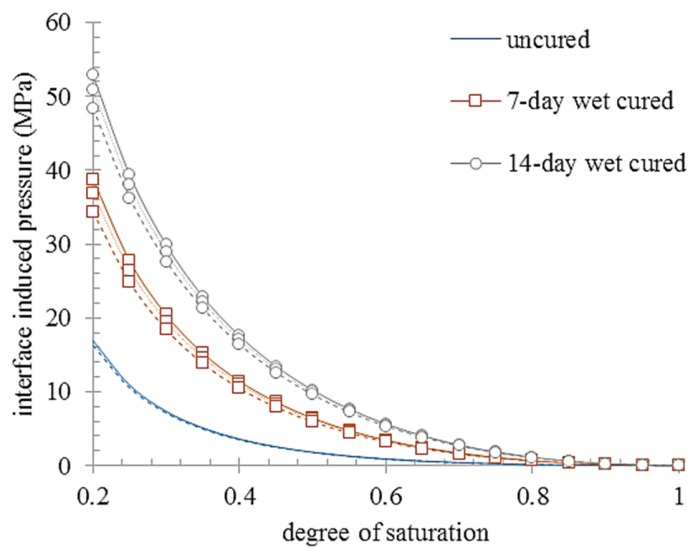 60
50
40
30
20
10
0
interface induced pressure (MPa)
uncured
7-day wet cured
14-day wet cured
0.2 0.4 0.6 0.8 1
degree of saturation